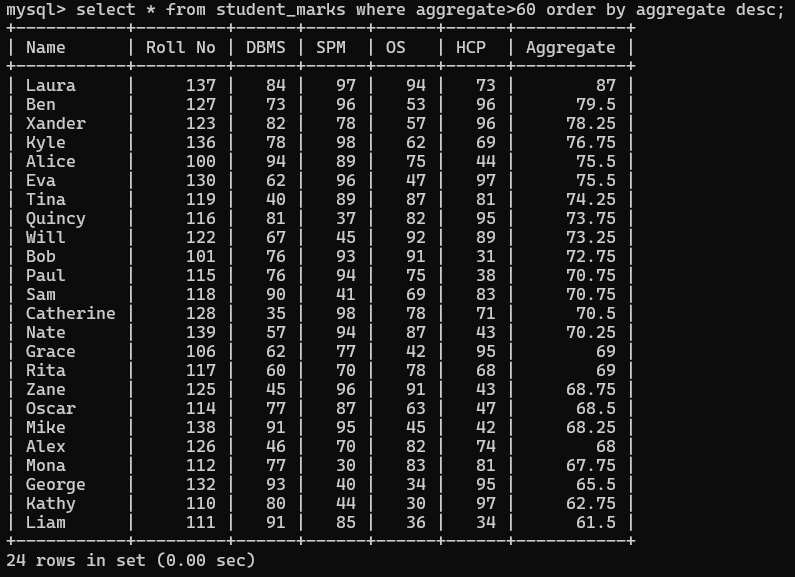 mysql> select * from student_marks where aggregate>60 order by aggregate desc;
+-----------+---------+------+------+------+------+-----------+
| Name      | Roll No | DBMS | SPM  | OS   | HCP  | Aggregate |
+-----------+---------+------+------+------+------+-----------+
| Laura     |     137 |   84 |   97 |   94 |   73 |        87 |
| Ben       |     127 |   73 |   96 |   53 |   96 |      79.5 |
| Xander    |     123 |   82 |   78 |   57 |   96 |     78.25 |
| Kyle      |     136 |   78 |   98 |   62 |   69 |     76.75 |
| Alice     |     100 |   94 |   89 |   75 |   44 |      75.5 |
| Eva       |     130 |   62 |   96 |   47 |   97 |      75.5 |
| Tina      |     119 |   40 |   89 |   87 |   81 |     74.25 |
| Quincy    |     116 |   81 |   37 |   82 |   95 |     73.75 |
| Will      |     122 |   67 |   45 |   92 |   89 |     73.25 |
| Bob       |     101 |   76 |   93 |   91 |   31 |     72.75 |
| Paul      |     115 |   76 |   94 |   75 |   38 |     70.75 |
| Sam       |     118 |   90 |   41 |   69 |   83 |     70.75 |
| Catherine |     128 |   35 |   98 |   78 |   71 |      70.5 |
| Nate      |     139 |   57 |   94 |   87 |   43 |     70.25 |
| Grace     |     106 |   62 |   77 |   42 |   95 |        69 |
| Rita      |     117 |   60 |   70 |   78 |   68 |        69 |
| Zane      |     125 |   45 |   96 |   91 |   43 |     68.75 |
| Oscar     |     114 |   77 |   87 |   63 |   47 |      68.5 |
| Mike      |     138 |   91 |   95 |   45 |   42 |     68.25 |
| Alex      |     126 |   46 |   70 |   82 |   74 |        68 |
| Mona      |     112 |   77 |   30 |   83 |   81 |     67.75 |
| George    |     132 |   93 |   40 |   34 |   95 |      65.5 |
| Kathy     |     110 |   80 |   44 |   30 |   97 |     62.75 |
| Liam      |     111 |   91 |   85 |   36 |   34 |      61.5 |
+-----------+---------+------+------+------+------+-----------+
24 rows in set (0.00 sec)